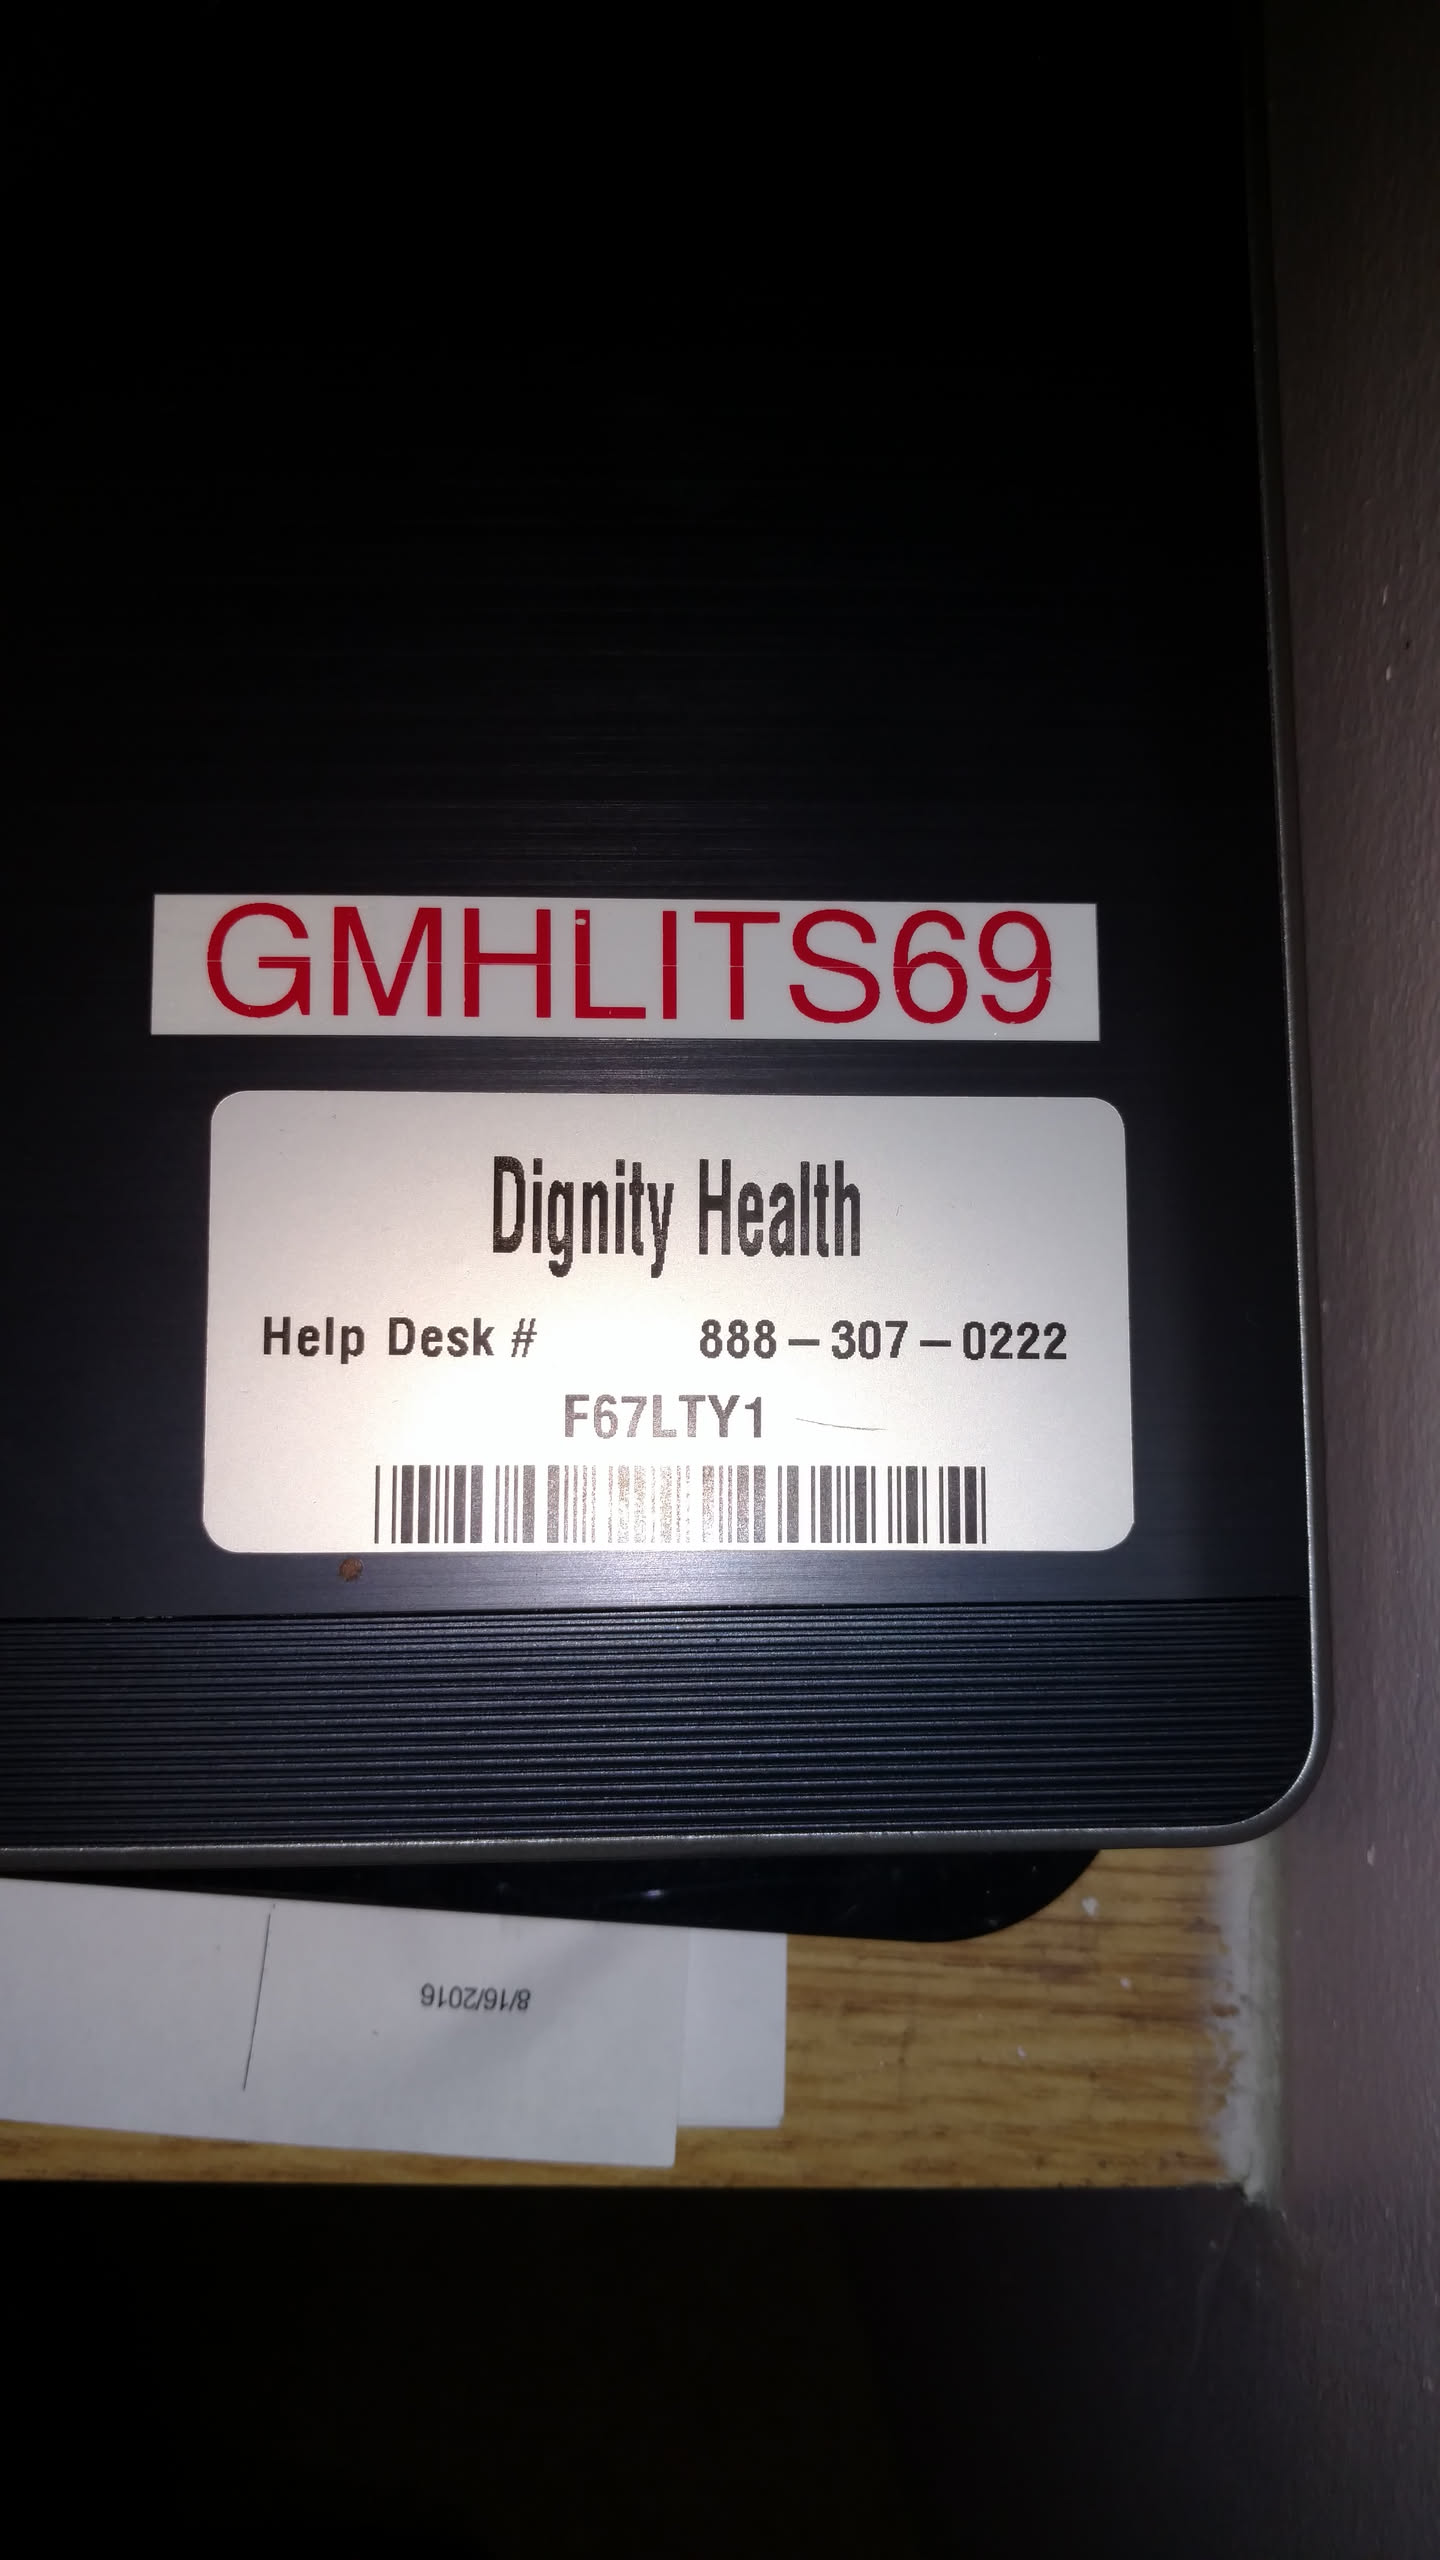 GMHLITS69
Dignity Health
Help Desk # 888-307-0222
F67LTY1
8/16/2016